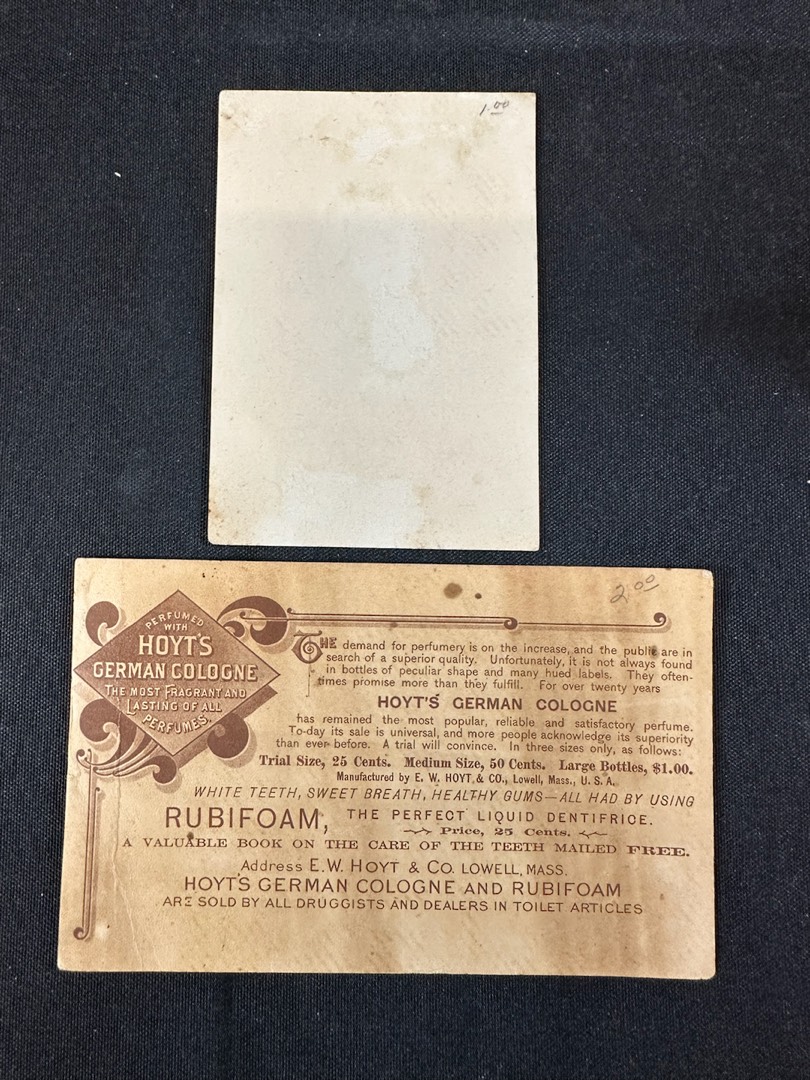 1.00
2.00
PERFUMED
WITH
HOYT'S
GERMAN COLOGNE
THE MOST FRAGRANT AND
LASTING OF ALL
PERFUMES.
THE demand for perfumery is on the increase, and the public are in
search of a superior quality. Unfortunately, it is not always found
in bottles of peculiar shape and many hued labels. They often-
times promise more than they fulfill. For over twenty years
HOYT'S GERMAN COLOGNE
has remained the most popular, reliable and satisfactory perfume.
To-day its sale is universal, and more people acknowledge its superiority
than ever before. A trial will convince. In three sizes only, as follows:
Trial Size, 25 Cents. Medium Size, 50 Cents. Large Bottles, $1.00.
Manufactured by E. W. HOYT & CO., Lowell, Mass., U. S. A.
WHITE TEETH, SWEET BREATH, HEALTHY GUMS—ALL HAD BY USING
RUBIFOAM, THE PERFECT LIQUID DENTIFRICE.
Price, 25 Cents.
A VALUABLE BOOK ON THE CARE OF THE TEETH MAILED FREE.
Address E.W. HOYT & CO. LOWELL, MASS.
HOYT'S GERMAN COLOGNE AND RUBIFOAM
ARE SOLD BY ALL DRUGGISTS AND DEALERS IN TOILET ARTICLES